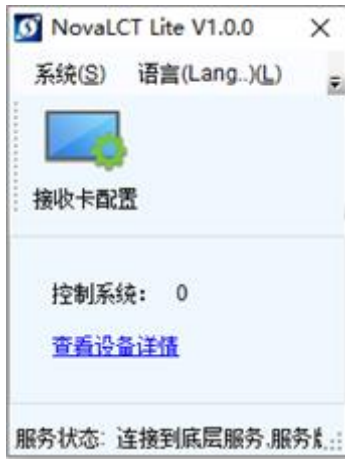 NovaLCT Lite V1.0.0
系统(S) 语言(Lang..)(L)
接收卡配置
控制系统: 0
查看设备详情
服务状态: 连接到底层服务,服务